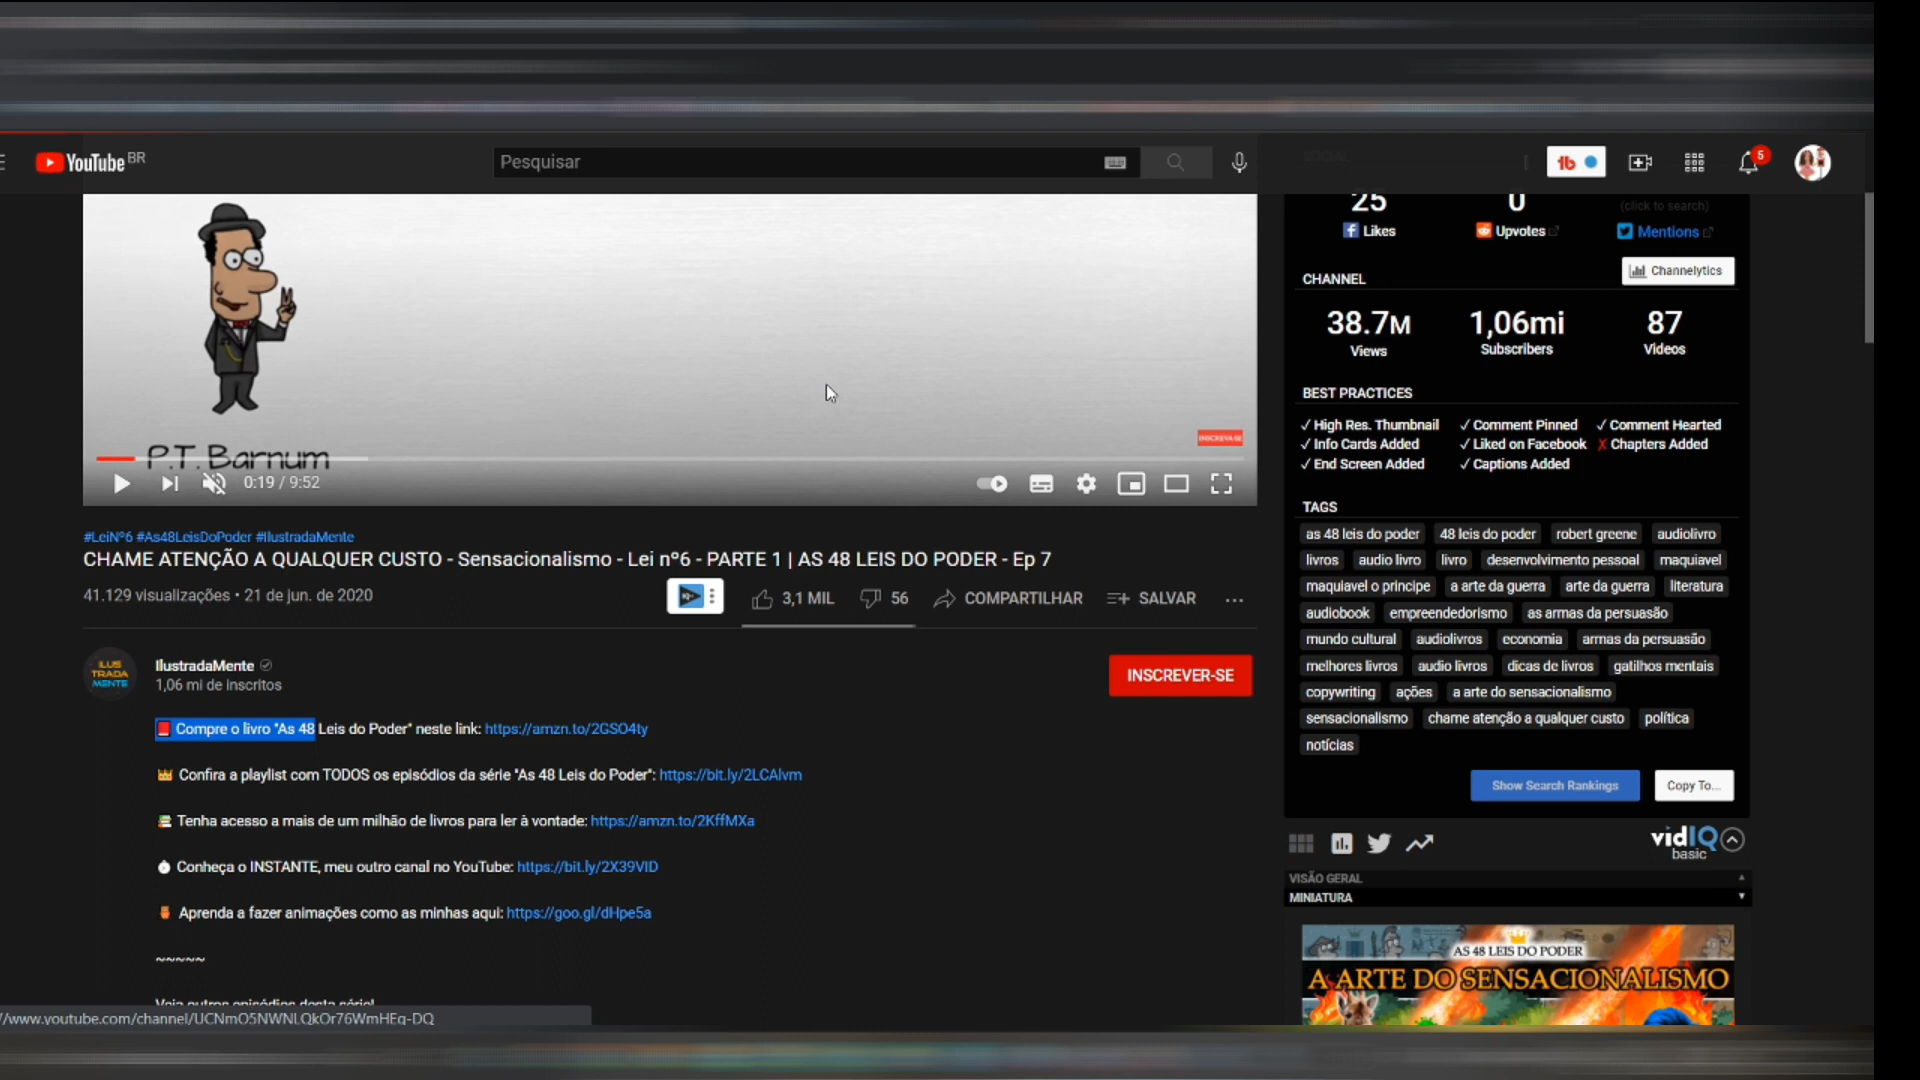 YouTube BR
Pesquisar
5
25
0
(click to search)
Likes
Upvotes
Mentions
CHANNEL
Channelytics
38.7M
1,06mi
87
Views
Subscribers
Videos
BEST PRACTICES
✓ High Res. Thumbnail
✓ Comment Pinned
✓ Comment Hearted
✓ Info Cards Added
✓ Liked on Facebook
✗ Chapters Added
✓ End Screen Added
✓ Captions Added
TAGS
as 48 leis do poder
48 leis do poder
robert greene
audiolivro
livros
audio livro
livro
desenvolvimento pessoal
maquiavel
maquiavel o principe
a arte da guerra
arte da guerra
literatura
audiobook
empreendedorismo
as armas da persuasão
mundo cultural
audiolivros
economia
armas da persuasão
melhores livros
audio livros
dicas de livros
gatilhos mentais
copywriting
ações
a arte do sensacionalismo
sensacionalismo
chame atenção a qualquer custo
política
notícias
Show Search Rankings
Copy To...
vidIQ
basic
VISÃO GERAL
MINIATURA
AS 48 LEIS DO PODER
A ARTE DO SENSACIONALISMO
P.T. Barnum
INSCREVA-SE
0:19 / 9:52
#LeiNº6 #As48LeisDoPoder #IlustradaMente
CHAME ATENÇÃO A QUALQUER CUSTO - Sensacionalismo - Lei nº6 - PARTE 1 | AS 48 LEIS DO PODER - Ep 7
41.129 visualizações • 21 de jun. de 2020
3,1 MIL
56
COMPARTILHAR
SALVAR
ILUS
TRADA
MENTE
IlustradaMente
1,06 mi de inscritos
INSCREVER-SE
Compre o livro "As 48 Leis do Poder" neste link: https://amzn.to/2GSO4ty
Confira a playlist com TODOS os episódios da série "As 48 Leis do Poder": https://bit.ly/2LCAlvm
Tenha acesso a mais de um milhão de livros para ler à vontade: https://amzn.to/2KffMXa
Conheça o INSTANTE, meu outro canal no YouTube: https://bit.ly/2X39VID
Aprenda a fazer animações como as minhas aqui: https://goo.gl/dHpe5a
~~~~~
Veja outros episódios desta série!
/www.youtube.com/channel/UCNmO5NWNLQkOr76WmHEq-DQ